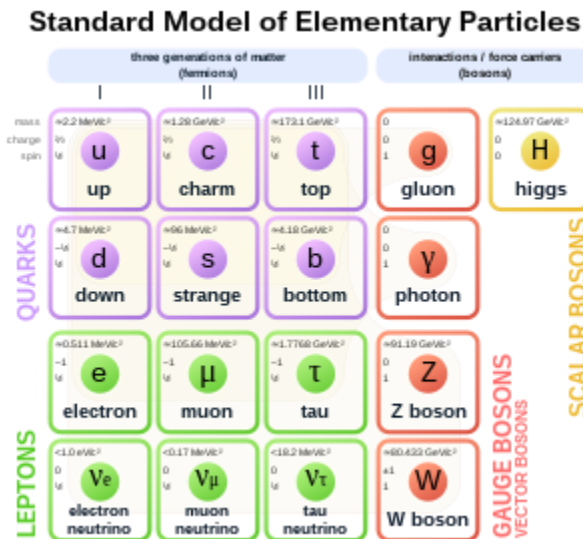 Standard Model of Elementary Particles
three generations of matter
(fermions)
interactions / force carriers
(bosons)
I II III
mass
charge
spin
≈2.2 MeV/c²
u
up
≈1.28 GeV/c²
c
charm
≈173.1 GeV/c²
t
top
0
0
1
g
gluon
≈124.97 GeV/c²
0
0
H
higgs
QUARKS
≈4.7 MeV/c²
d
down
≈96 MeV/c²
s
strange
≈4.18 GeV/c²
b
bottom
0
0
1
γ
photon
SCALAR BOSONS
≈0.511 MeV/c²
−1
e
electron
≈105.66 MeV/c²
−1
μ
muon
≈1.7768 GeV/c²
−1
τ
tau
≈91.19 GeV/c²
0
1
Z
Z boson
LEPTONS
<1.0 eV/c²
0
νe
electron
neutrino
<0.17 MeV/c²
0
νμ
muon
neutrino
<18.2 MeV/c²
0
ντ
tau
neutrino
≈80.433 GeV/c²
±1
1
W
W boson
GAUGE BOSONS
VECTOR BOSONS